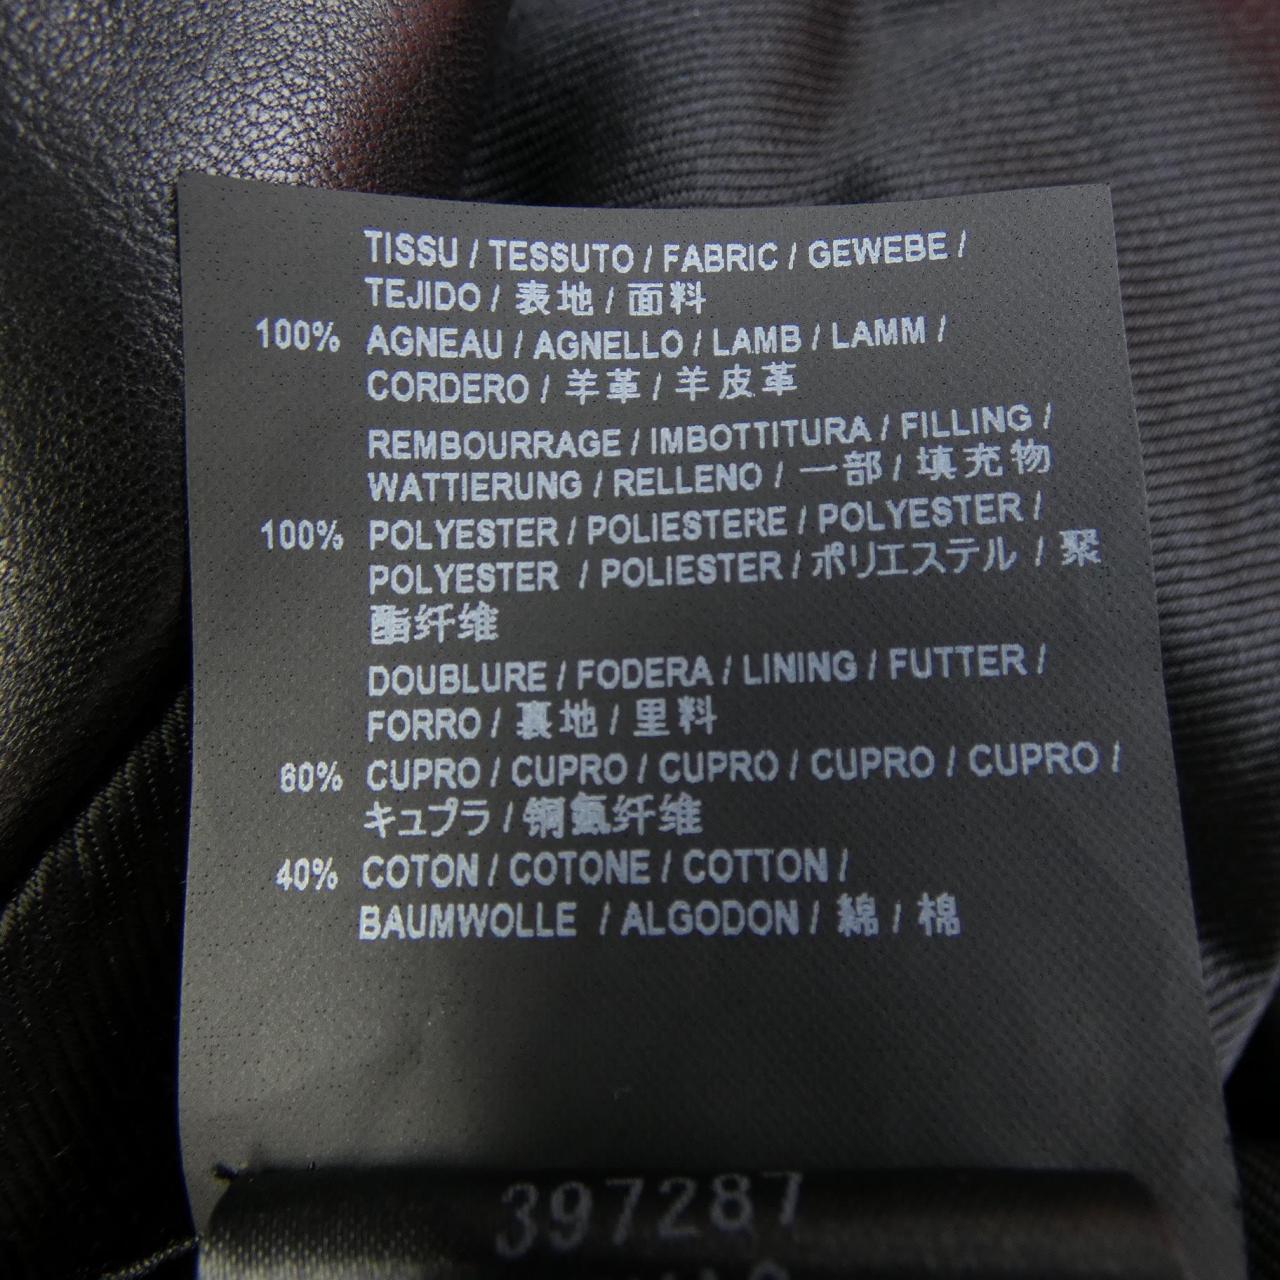 TISSU / TESSUTO / FABRIC / GEWEBE /
TEJIDO / 表地 / 面料
100% AGNEAU / AGNELLO / LAMB / LAMM /
CORDERO / 羊革 / 羊皮革
REMBOURRAGE / IMBOTTITURA / FILLING /
WATTIERUNG / RELLENO / 一部 / 填充物
100% POLYESTER / POLIESTERE / POLYESTER /
POLYESTER / POLIESTER / ポリエステル / 聚
酯纤维
DOUBLURE / FODERA / LINING / FUTTER /
FORRO / 裏地 / 里料
60% CUPRO / CUPRO / CUPRO / CUPRO / CUPRO /
キュプラ / 铜氨纤维
40% COTON / COTONE / COTTON /
BAUMWOLLE / ALGODON / 綿 / 棉
397287